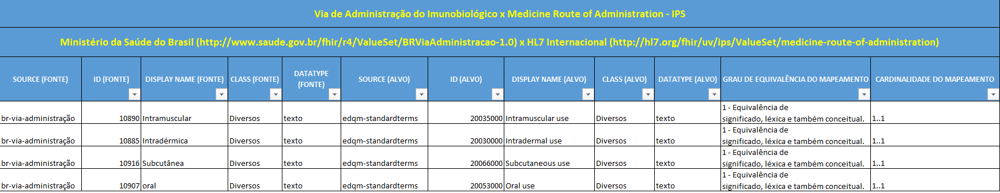 Via de Administração do Imunobiológico x Medicine Route of Administration - IPS
Ministério da Saúde do Brasil (http://www.saude.gov.br/fhir/r4/ValueSet/BRViaAdministracao-1.0) x HL7 Internacional (http://hl7.org/fhir/uv/ips/ValueSet/medicine-route-of-administration)
SOURCE (FONTE) ID (FONTE) DISPLAY NAME (FONTE) CLASS (FONTE) DATATYPE (FONTE) SOURCE (ALVO) ID (ALVO) DISPLAY NAME (ALVO) CLASS (ALVO) DATATYPE (ALVO) GRAU DE EQUIVALÊNCIA DO MAPEAMENTO CARDINALIDADE DO MAPEAMENTO
br-via-administração 10890 Intramuscular Diversos texto edqm-standardterms 20035000 Intramuscular use Diversos texto 1 - Equivalência de significado, léxica e também conceitual. 1..1
br-via-administração 10885 Intradérmica Diversos texto edqm-standardterms 20030000 Intradermal use Diversos texto 1 - Equivalência de significado, léxica e também conceitual. 1..1
br-via-administração 10916 Subcutânea Diversos texto edqm-standardterms 20066000 Subcutaneous use Diversos texto 1 - Equivalência de significado, léxica e também conceitual. 1..1
br-via-administração 10907 oral Diversos texto edqm-standardterms 20053000 Oral use Diversos texto 1 - Equivalência de significado, léxica e também conceitual. 1..1